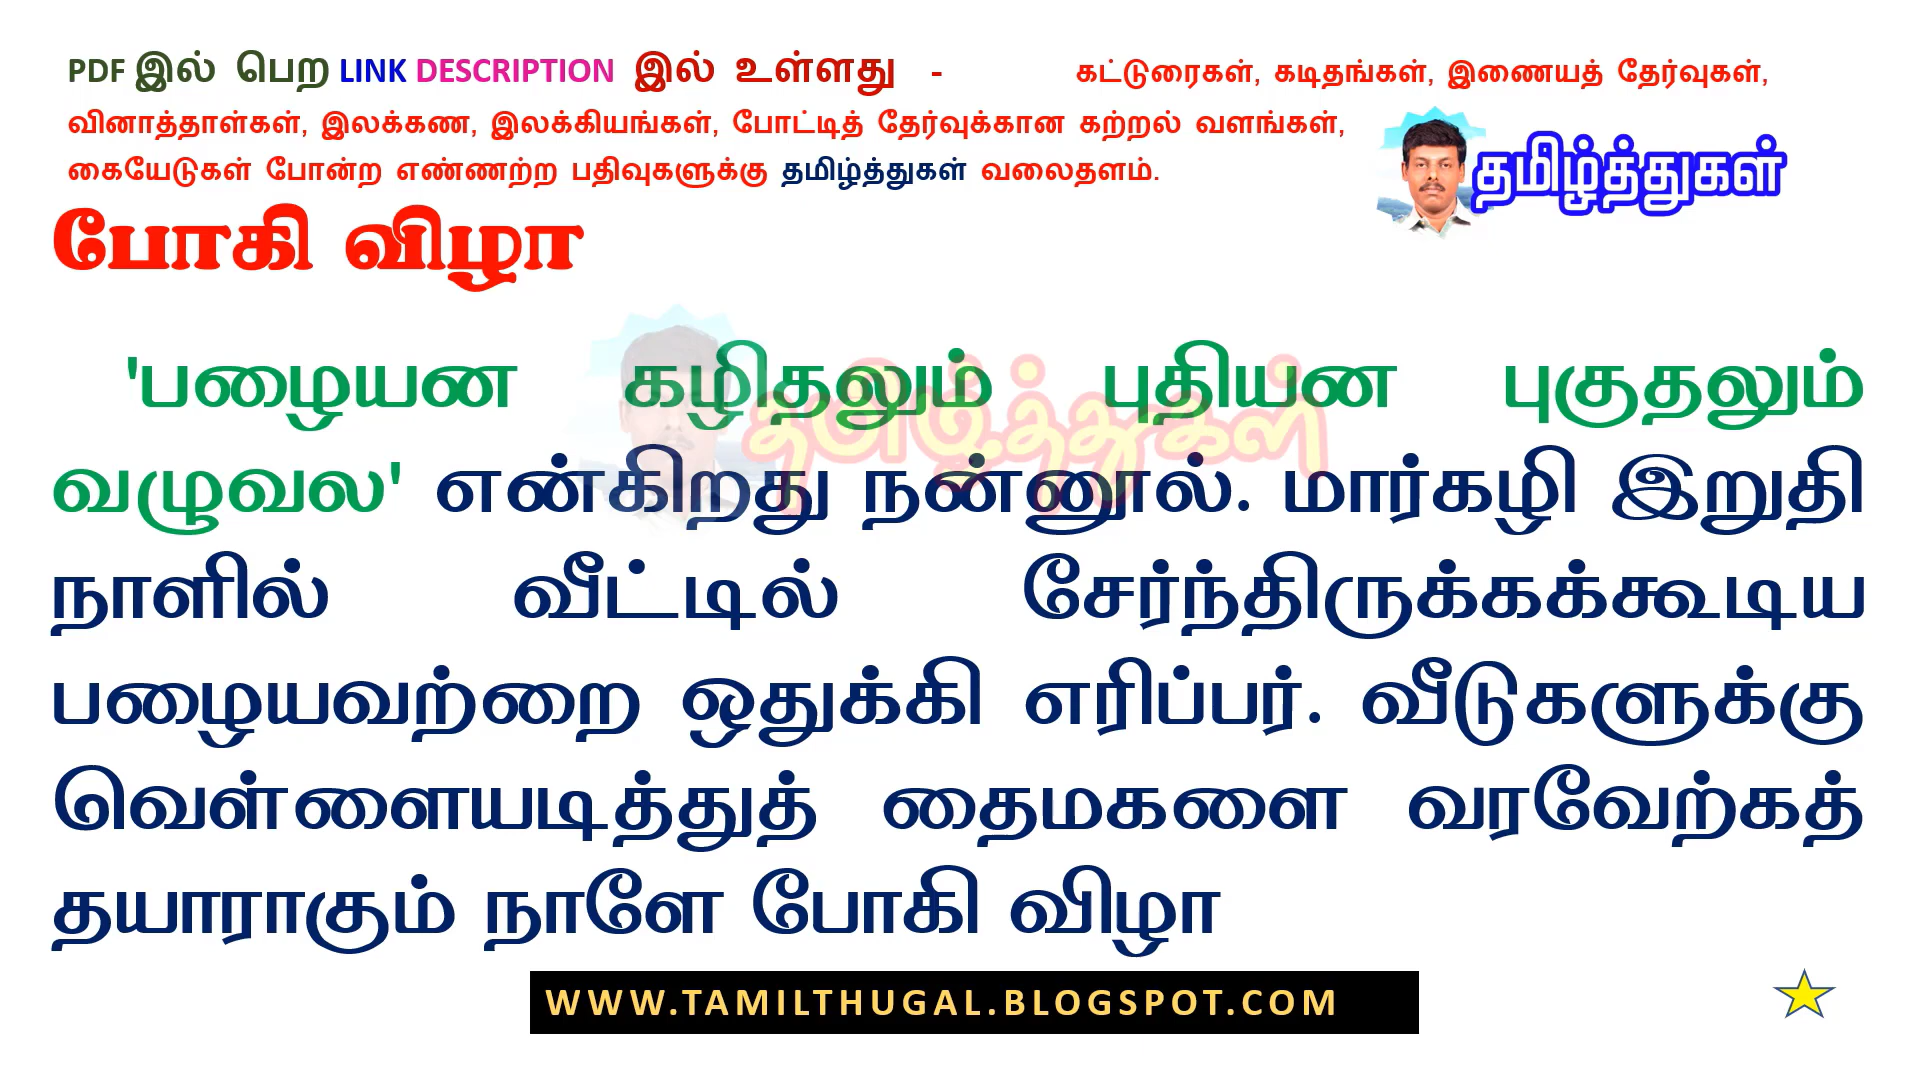 PDF இல் பெற LINK DESCRIPTION இல் உள்ளது - கட்டுரைகள், கடிதங்கள், இணையத் தேர்வுகள்,
வினாத்தாள்கள், இலக்கண, இலக்கியங்கள், போட்டித் தேர்வுக்கான கற்றல் வளங்கள்,
கையேடுகள் போன்ற எண்ணற்ற பதிவுகளுக்கு தமிழ்த்துகள் வலைதளம்.
தமிழ்த்துகள்
போகி விழா
'பழையன கழிதலும் புதியன புகுதலும்
வழுவல' என்கிறது நன்னூல். மார்கழி இறுதி
நாளில் வீட்டில் சேர்ந்திருக்கக்கூடிய
பழையவற்றை ஒதுக்கி எரிப்பர். வீடுகளுக்கு
வெள்ளையடித்துத் தைமகளை வரவேற்கத்
தயாராகும் நாளே போகி விழா
தமிழ்த்துகள்
WWW.TAMILTHUGAL.BLOGSPOT.COM